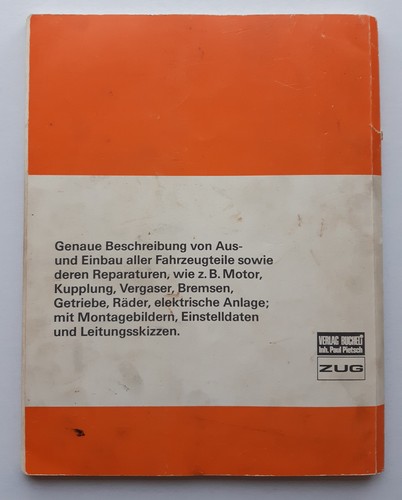 Genaue Beschreibung von Aus-
und Einbau aller Fahrzeugteile sowie
deren Reparaturen, wie z. B. Motor,
Kupplung, Vergaser, Bremsen,
Getriebe, Räder, elektrische Anlage;
mit Montagebildern, Einstelldaten
und Leitungsskizzen.
VERLAG BUCHELI
Inh. Paul Pietsch
ZUG